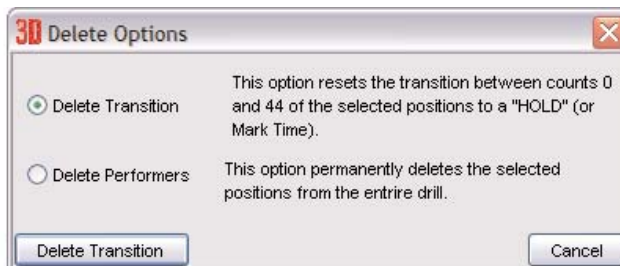 3D Delete Options
Delete Transition
This option resets the transition between counts 0
and 44 of the selected positions to a "HOLD" (or
Mark Time).
Delete Performers
This option permanently deletes the selected
positions from the entrire drill.
Delete Transition
Cancel